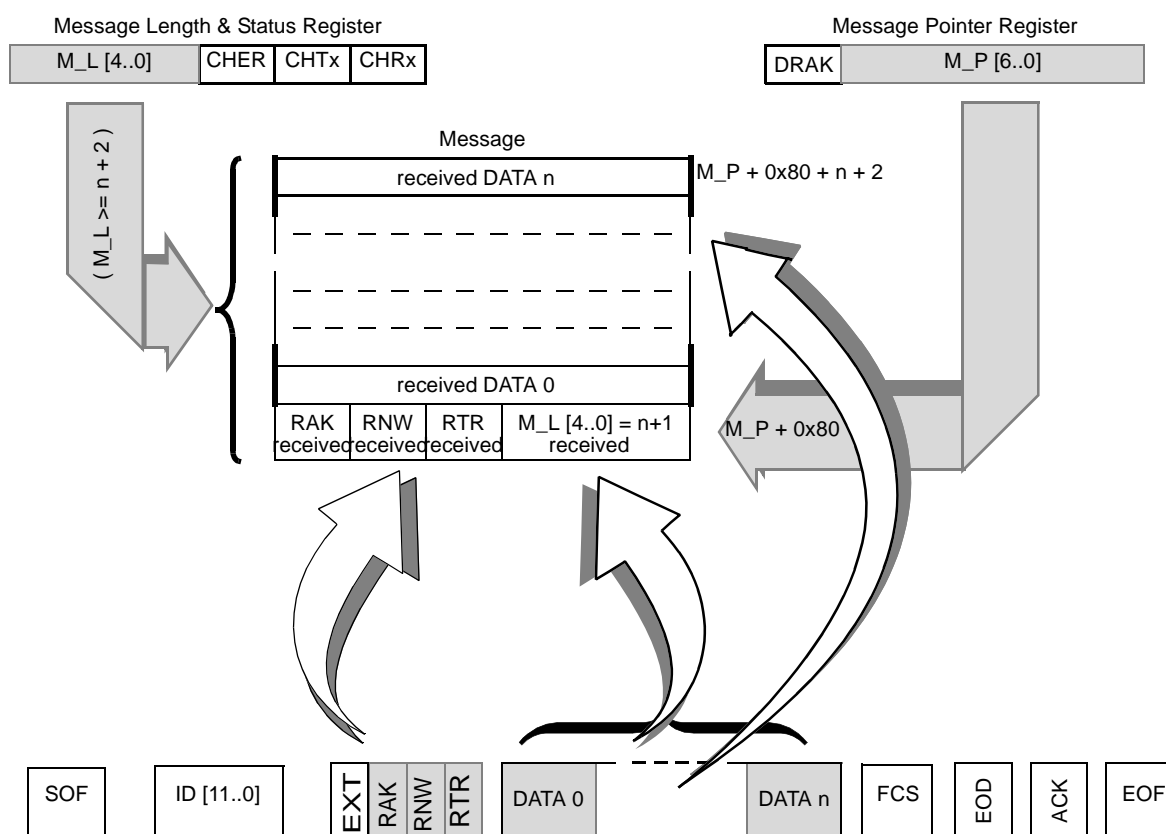 Message Length & Status Register
Message Pointer Register
M_L [4..0] CHER CHTx CHRx
DRAK M_P [6..0]
( M_L >= n + 2 )
Message
received DATA n
M_P + 0x80 + n + 2
received DATA 0
RAK received
RNW received
RTR received
M_L [4..0] = n+1 received
M_P + 0x80
SOF
ID [11..0]
EXT
RAK
RNW
RTR
DATA 0
DATA n
FCS
EOD
ACK
EOF